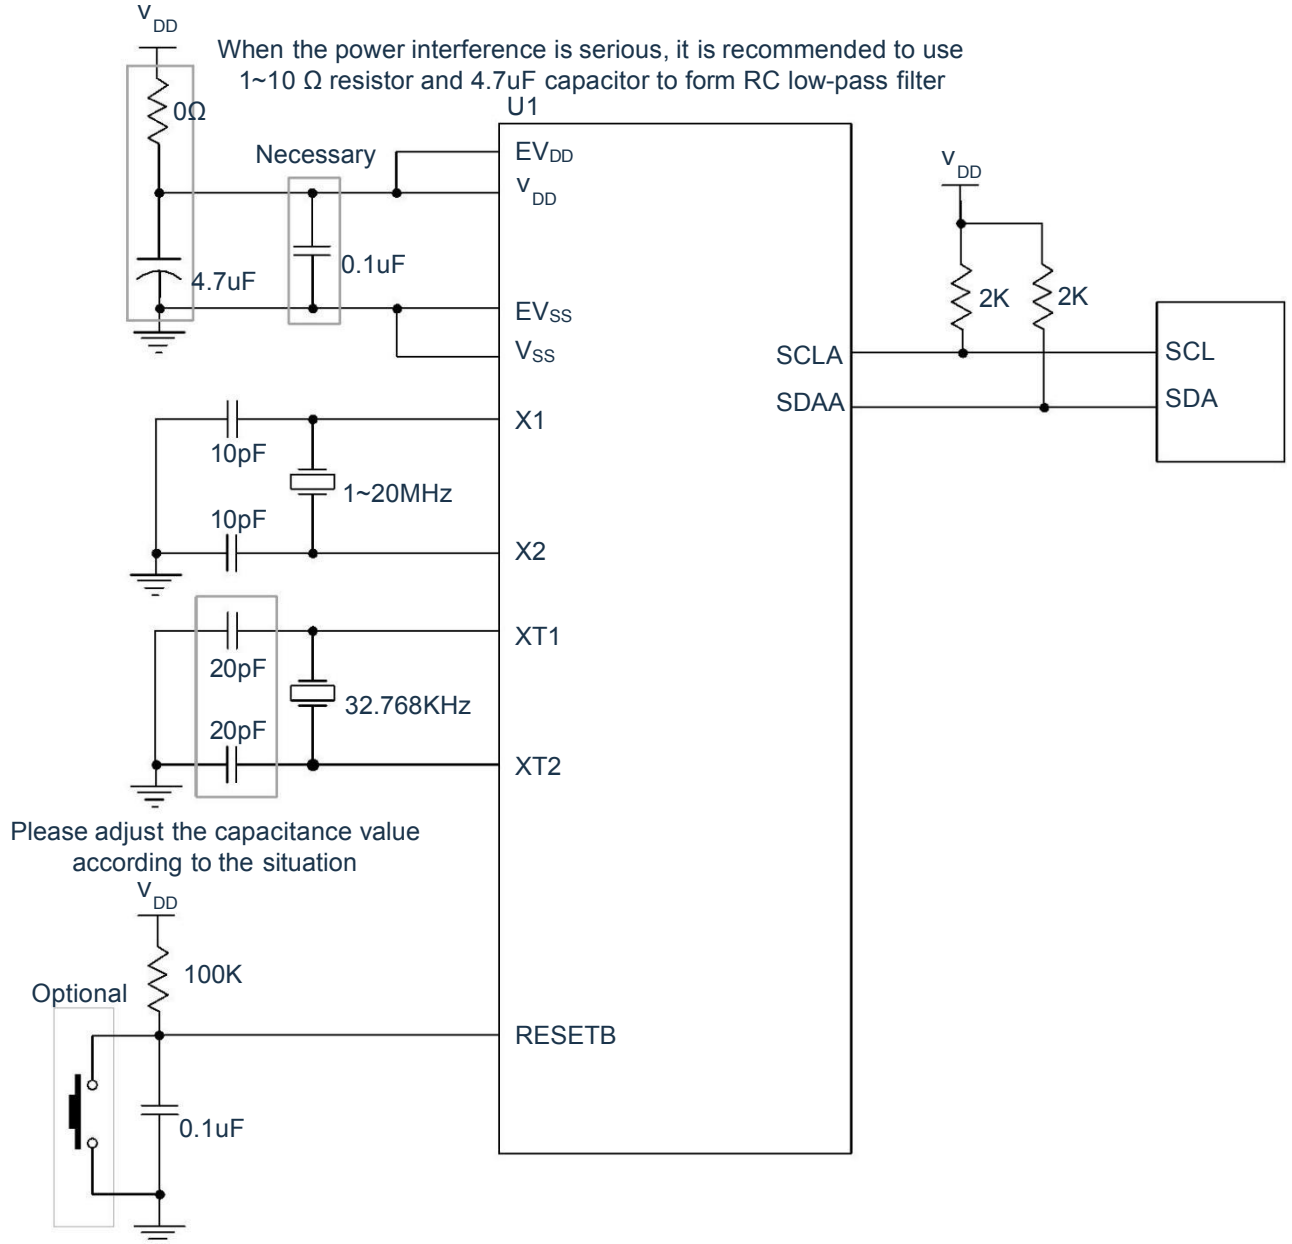 VDD
When the power interference is serious, it is recommended to use
1~10 Ω resistor and 4.7uF capacitor to form RC low-pass filter
U1
0Ω
Necessary
EVDD
VDD
0.1uF
4.7uF
EVSS
VSS
VDD
2K
2K
SCLA
SCL
SDAA
SDA
X1
10pF
1~20MHz
10pF
X2
XT1
20pF
32.768KHz
20pF
XT2
Please adjust the capacitance value
according to the situation
VDD
100K
Optional
RESETB
0.1uF